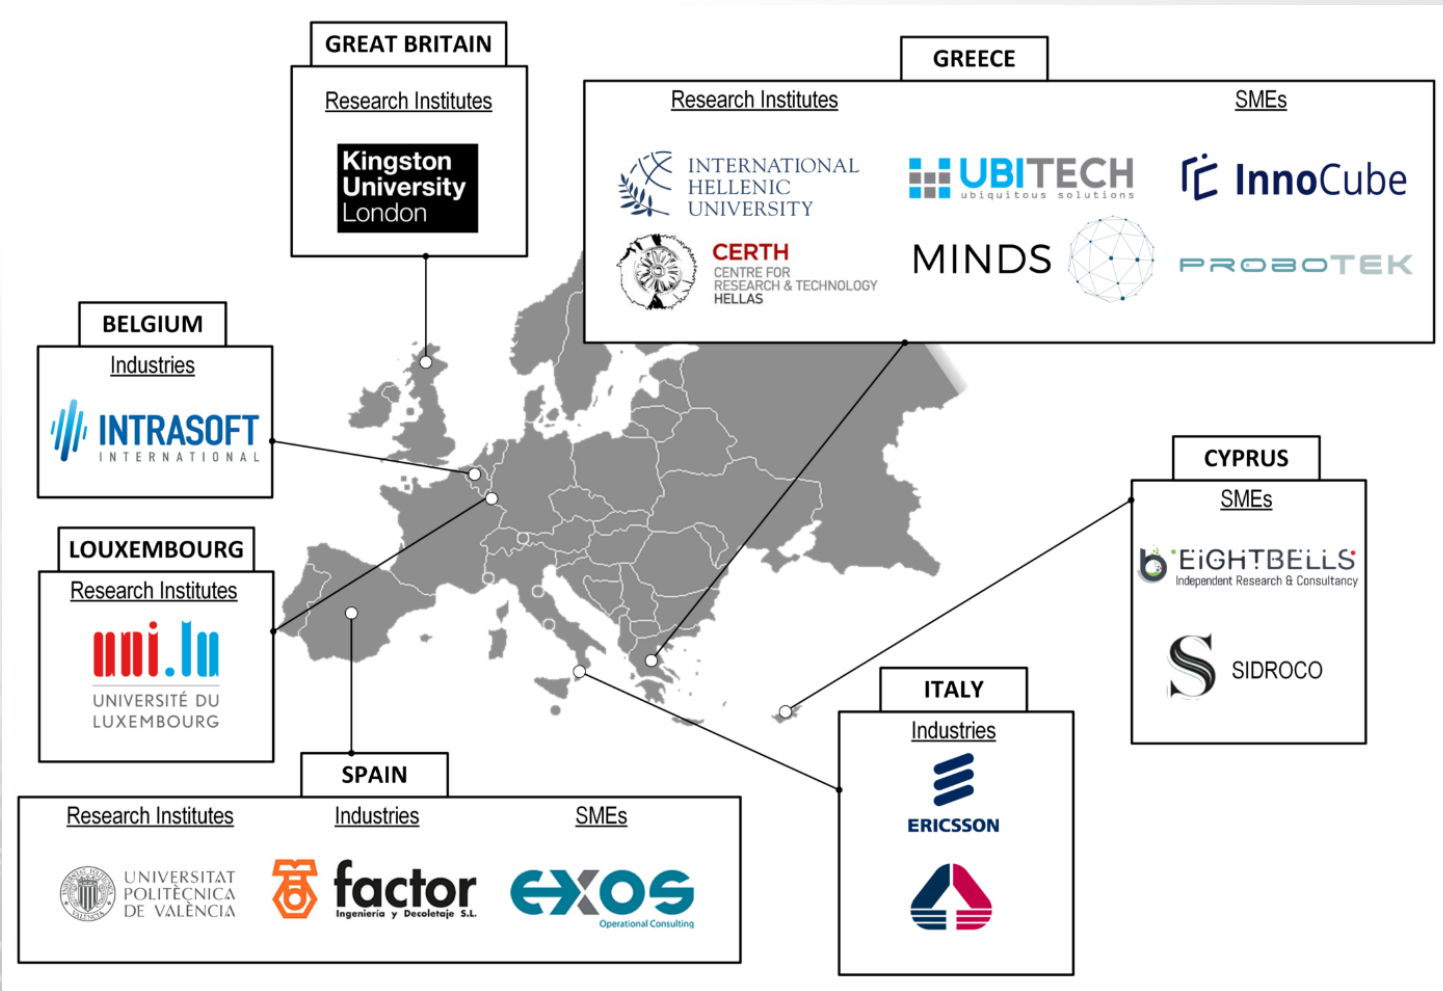 GREAT BRITAIN
Research Institutes
Kingston
University
London
GREECE
Research Institutes
SMEs
INTERNATIONAL
HELLENIC
UNIVERSITY
UBITECH
ubiquitous solutions
InnoCube
CERTH
CENTRE FOR
RESEARCH & TECHNOLOGY
HELLAS
MINDS
PROBOTEK
BELGIUM
Industries
INTRASOFT
INTERNATIONAL
LOUXEMBOURG
Research Institutes
uni.lu
UNIVERSITÉ DU
LUXEMBOURG
CYPRUS
SMEs
EIGHTBELLS
Independent Research & Consultancy
SIDROCO
ITALY
Industries
ERICSSON
SPAIN
Research Institutes
Industries
SMEs
UNIVERSITAT
POLITÈCNICA
DE VALÈNCIA
factor
Ingeniería y Decoletaje S.L.
EXOS
Operational Consulting